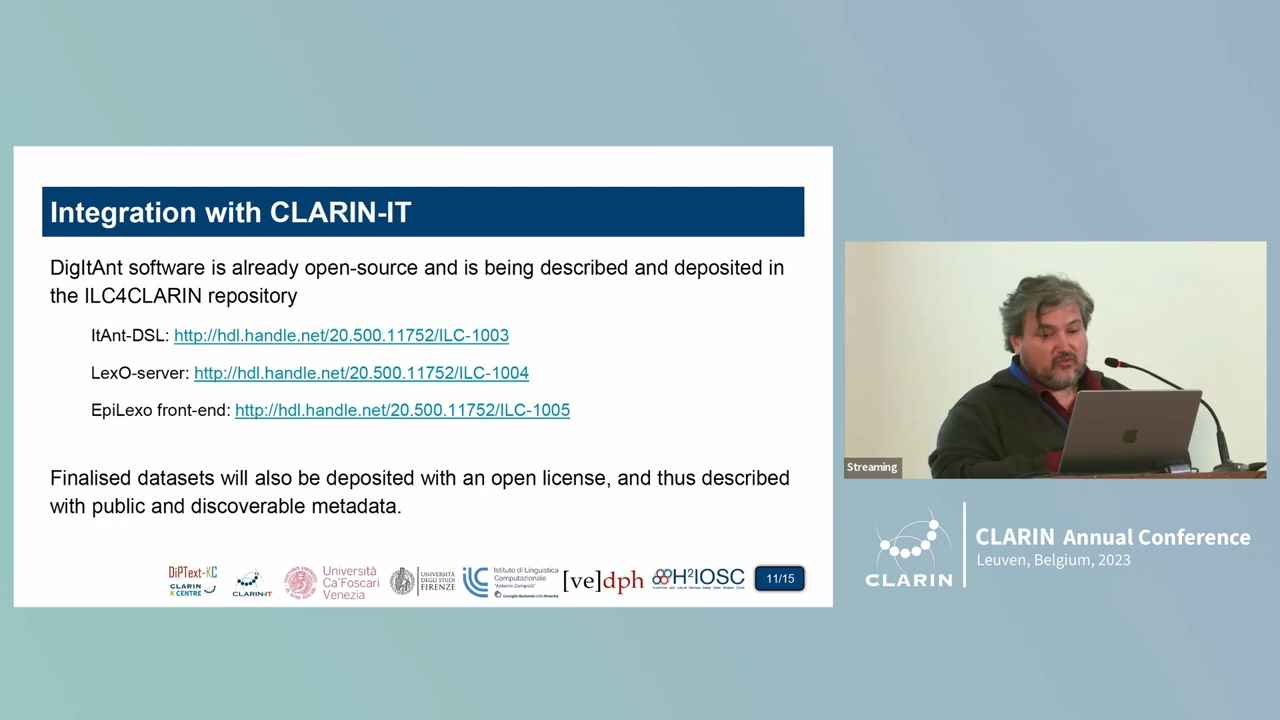 Integration with CLARIN-IT
DigItAnt software is already open-source and is being described and deposited in
the ILC4CLARIN repository
ItAnt-DSL: http://hdl.handle.net/20.500.11752/ILC-1003
LexO-server: http://hdl.handle.net/20.500.11752/ILC-1004
EpiLexo front-end: http://hdl.handle.net/20.500.11752/ILC-1005
Finalised datasets will also be deposited with an open license, and thus described
with public and discoverable metadata.
DiPText-KC
CLARIN
K CENTRE
CLARIN-IT
Università
Ca'Foscari
Venezia
UNIVERSITÀ
DEGLI STUDI
FIRENZE
Istituto di Linguistica
Computazionale
"Antonio Zampolli"
[ve]dph
H²IOSC
11/15
Streaming
CLARIN
CLARIN Annual Conference
Leuven, Belgium, 2023